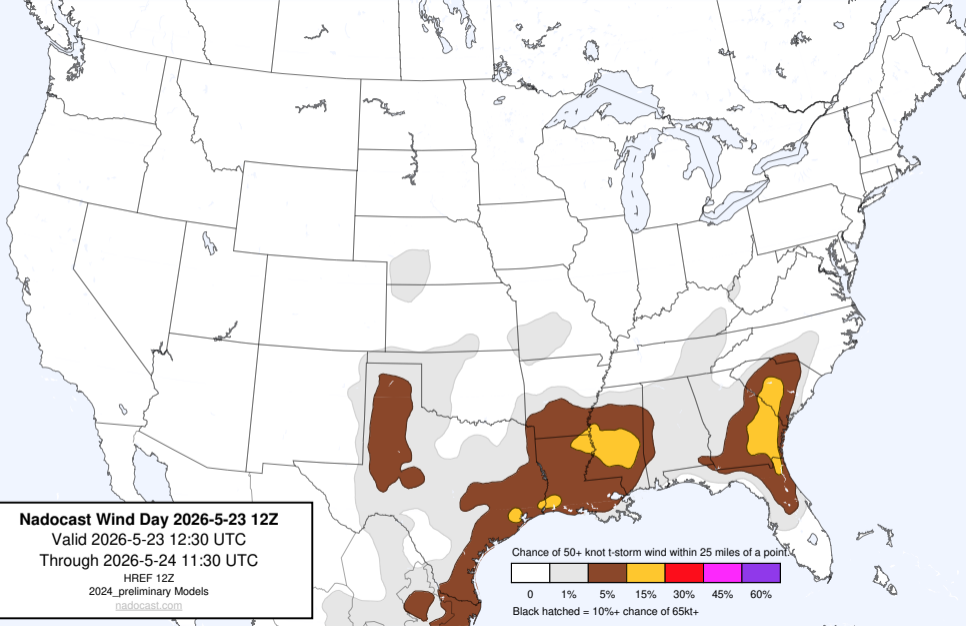 Nadocast Wind Day 2026-5-23 12Z
Valid 2026-5-23 12:30 UTC
Through 2026-5-24 11:30 UTC
HREF 12Z
2024_preliminary Models
nadocast.com
Chance of 50+ knot t-storm wind within 25 miles of a point.
0 1% 5% 15% 30% 45% 60%
Black hatched = 10%+ chance of 65kt+